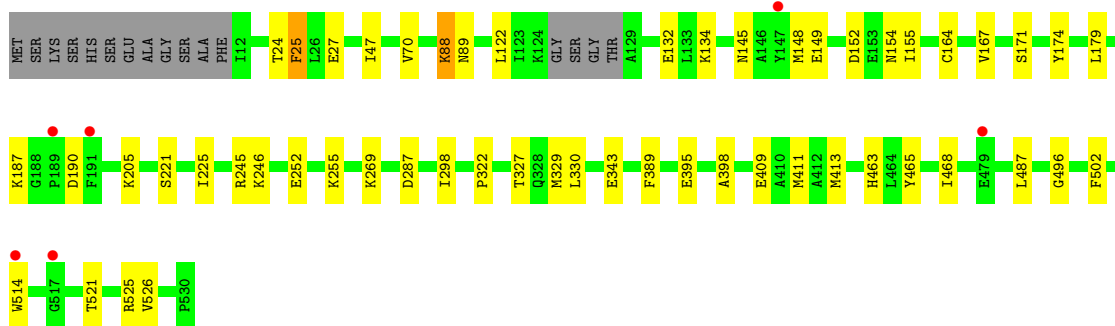 MET SER LYS SER HIS SER GLU ALA GLY SER ALA PHE I12 T24 F25 L26 E27 I47 V70 K88 N89 L122 I123 K124 GLY SER GLY THR A129 E132 L133 K134 N145 A146 Y147 M148 E149 D152 E153 N154 I155 C164 V167 S171 Y174 L179
K187 G188 P189 D190 F191 K205 S221 I225 R245 K246 E252 K255 K269 D287 I298 P322 T327 Q328 M329 L330 E343 F389 E395 A398 E409 A410 M411 A412 M413 H463 L464 Y465 I468 E479 L487 G496 F502
W514 G517 T521 R525 V526 P530